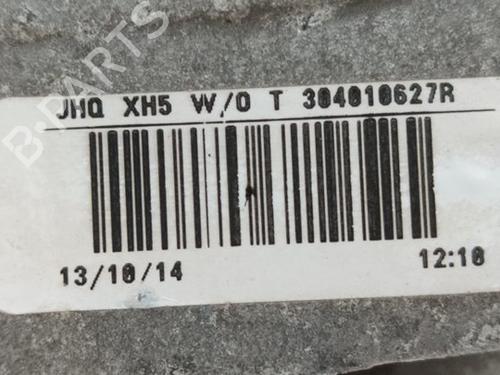 B-PARTS
JHQ XH5 W/O T 304010627R
13/10/14 12:10